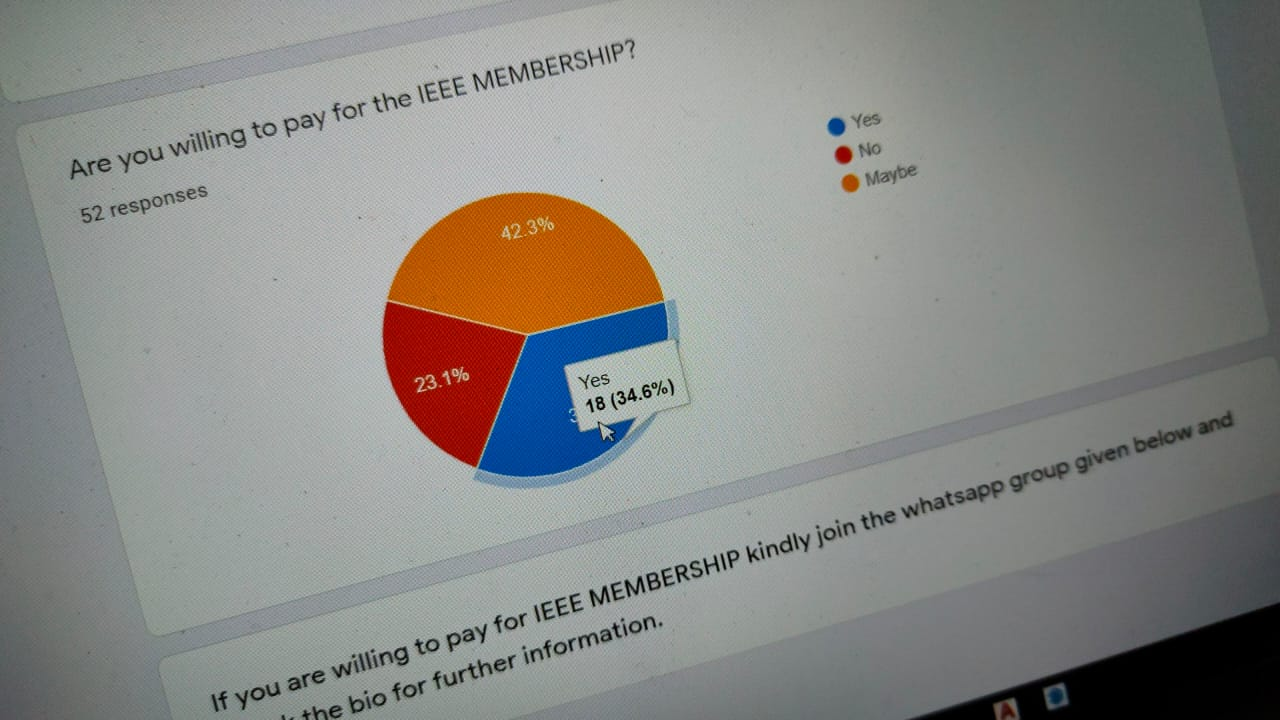 Are you willing to pay for the IEEE MEMBERSHIP?
52 responses
Yes
No
Maybe
42.3%
23.1%
Yes
18 (34.6%)
If you are willing to pay for IEEE MEMBERSHIP kindly join the whatsapp group given below and
the bio for further information.